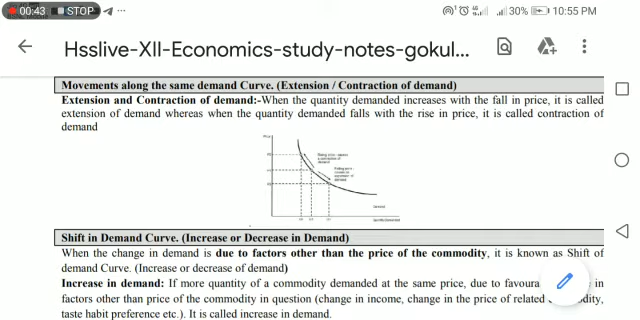 00:43 STOP 30% 10:55 PM
Hsslive-XII-Economics-study-notes-gokul...
Movements along the same demand Curve. (Extension / Contraction of demand)
Extension and Contraction of demand:-When the quantity demanded increases with the fall in price, it is called
extension of demand whereas when the quantity demanded falls with the rise in price, it is called contraction of
demand
Shift in Demand Curve. (Increase or Decrease in Demand)
When the change in demand is due to factors other than the price of the commodity, it is known as Shift of
demand Curve. (Increase or decrease of demand)
Increase in demand: If more quantity of a commodity demanded at the same price, due to favoura in
factors other than price of the commodity in question (change in income, change in the price of related dity,
taste habit preference etc.). It is called increase in demand.